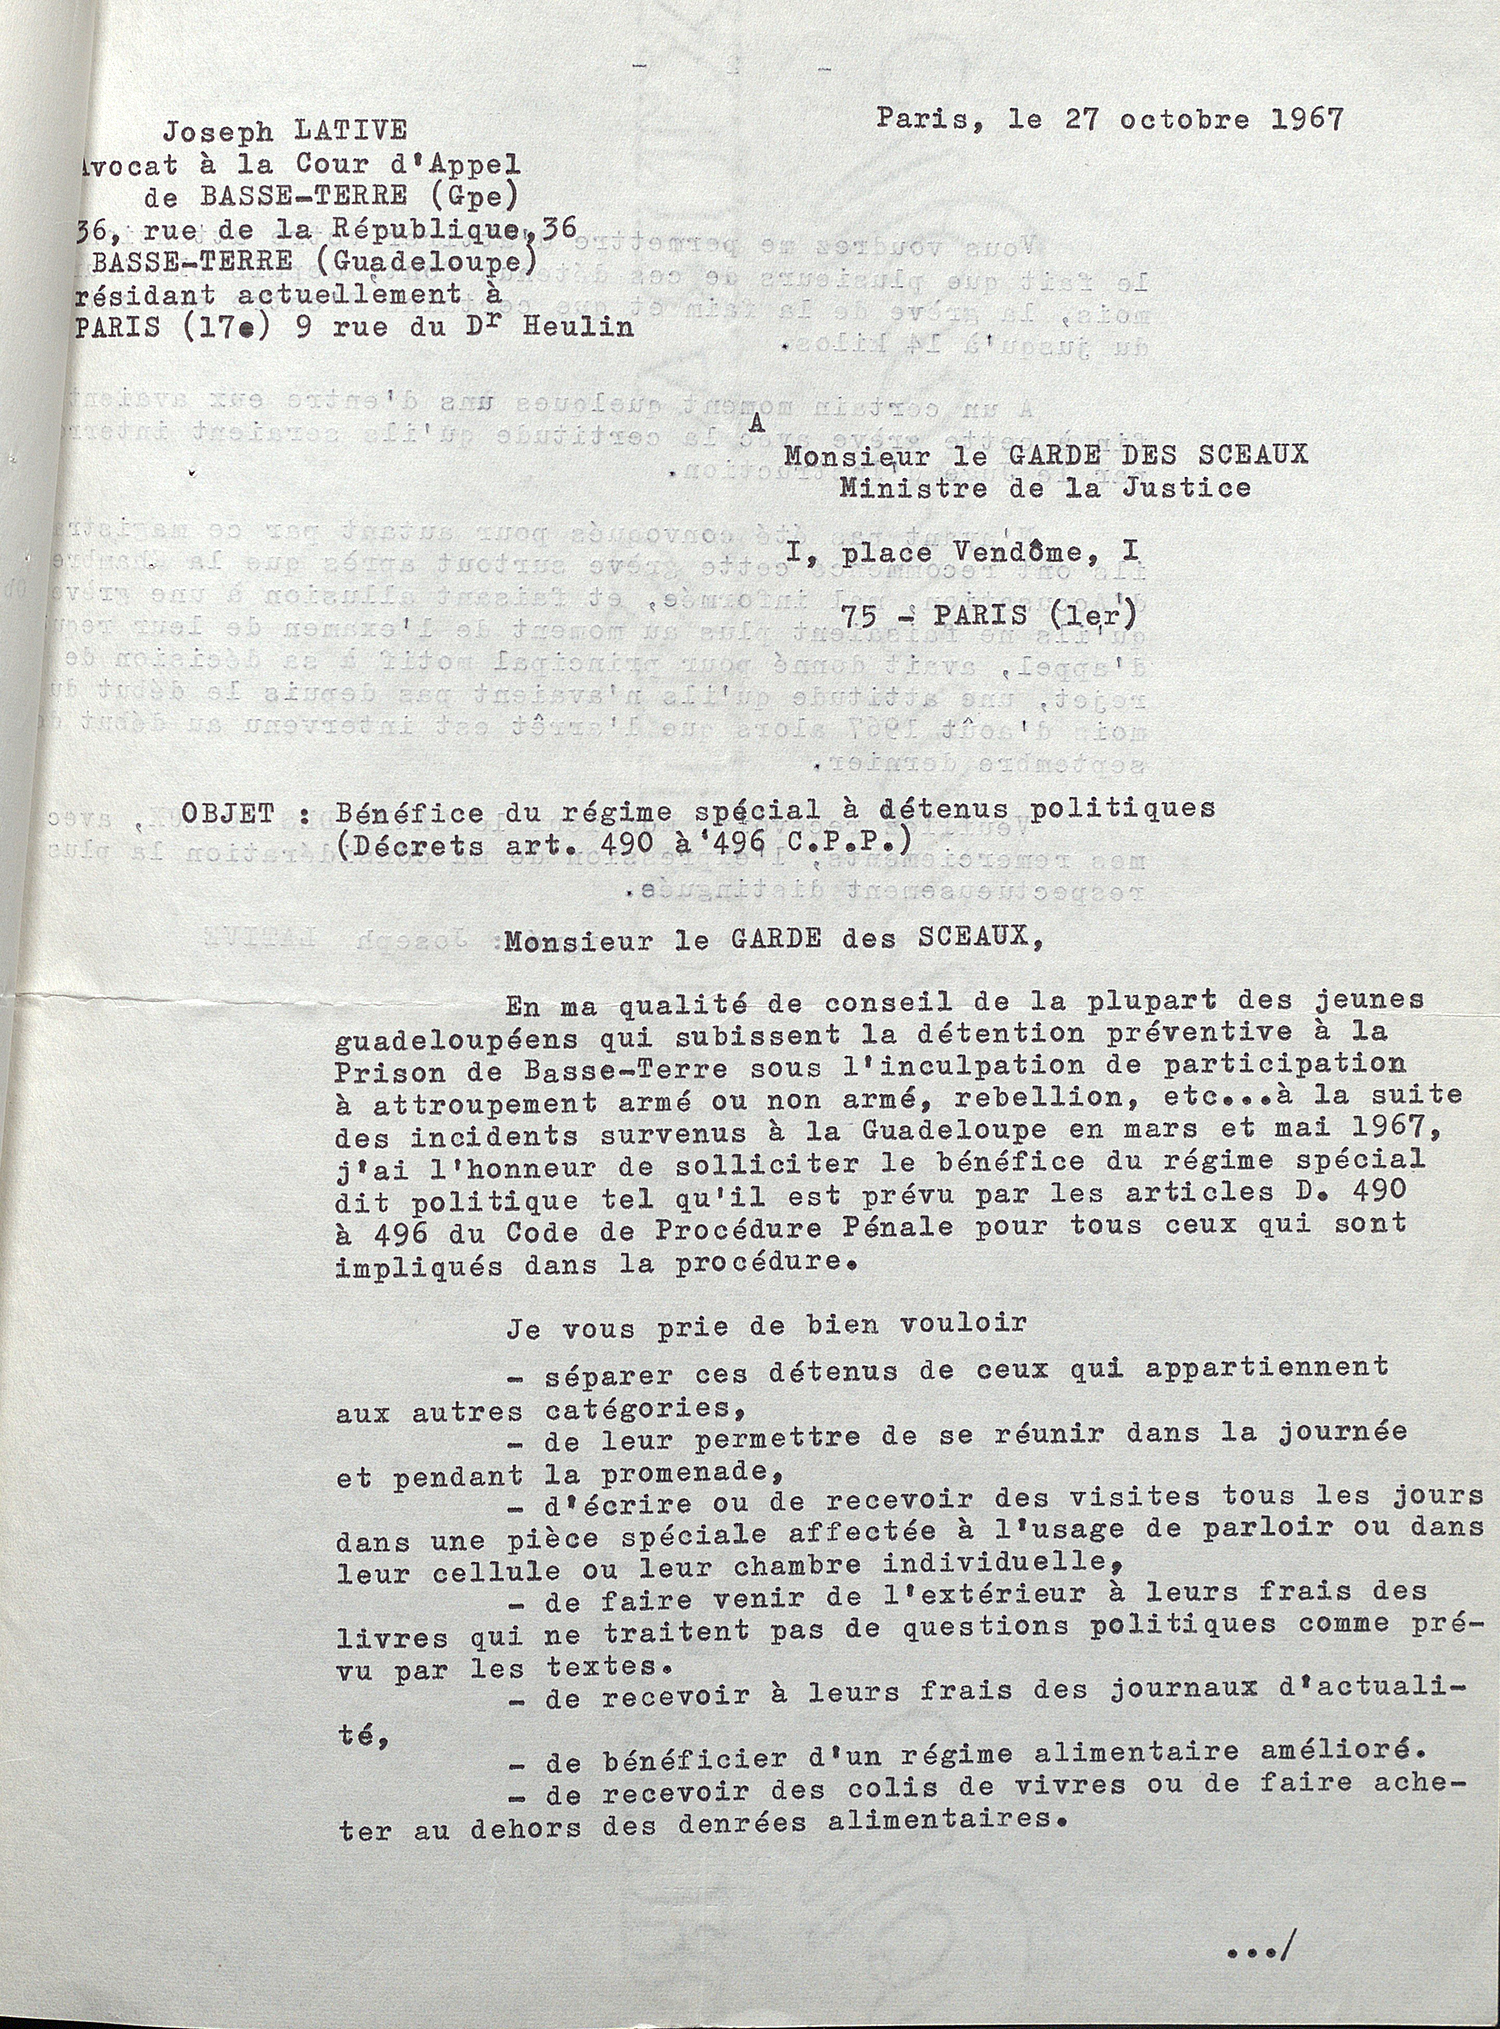 Paris, le 27 octobre 1967
Joseph LATIVE
Avocat à la Cour d'Appel
de BASSE-TERRE (Gpe)
36, rue de la République, 36
BASSE-TERRE (Guadeloupe)
résidant actuellement à
PARIS (17e) 9 rue du Dr Heulin
A
Monsieur le GARDE DES SCEAUX
Ministre de la Justice
I, place Vendôme, I
75 - PARIS (1er)
OBJET : Bénéfice du régime spécial à détenus politiques
(Décrets art. 490 à 496 C.P.P.)
Monsieur le GARDE des SCEAUX,
En ma qualité de conseil de la plupart des jeunes
guadeloupéens qui subissent la détention préventive à la
Prison de Basse-Terre sous l'inculpation de participation
à attroupement armé ou non armé, rebellion, etc...à la suite
des incidents survenus à la Guadeloupe en mars et mai 1967,
j'ai l'honneur de solliciter le bénéfice du régime spécial
dit politique tel qu'il est prévu par les articles D. 490
à 496 du Code de Procédure Pénale pour tous ceux qui sont
impliqués dans la procédure.
Je vous prie de bien vouloir
- séparer ces détenus de ceux qui appartiennent
aux autres catégories,
- de leur permettre de se réunir dans la journée
et pendant la promenade,
- d'écrire ou de recevoir des visites tous les jours
dans une pièce spéciale affectée à l'usage de parloir ou dans
leur cellule ou leur chambre individuelle,
- de faire venir de l'extérieur à leurs frais des
livres qui ne traitent pas de questions politiques comme pré-
vu par les textes.
- de recevoir à leurs frais des journaux d'actuali-
té,
- de bénéficier d'un régime alimentaire amélioré.
- de recevoir des colis de vivres ou de faire ache-
ter au dehors des denrées alimentaires.
.../